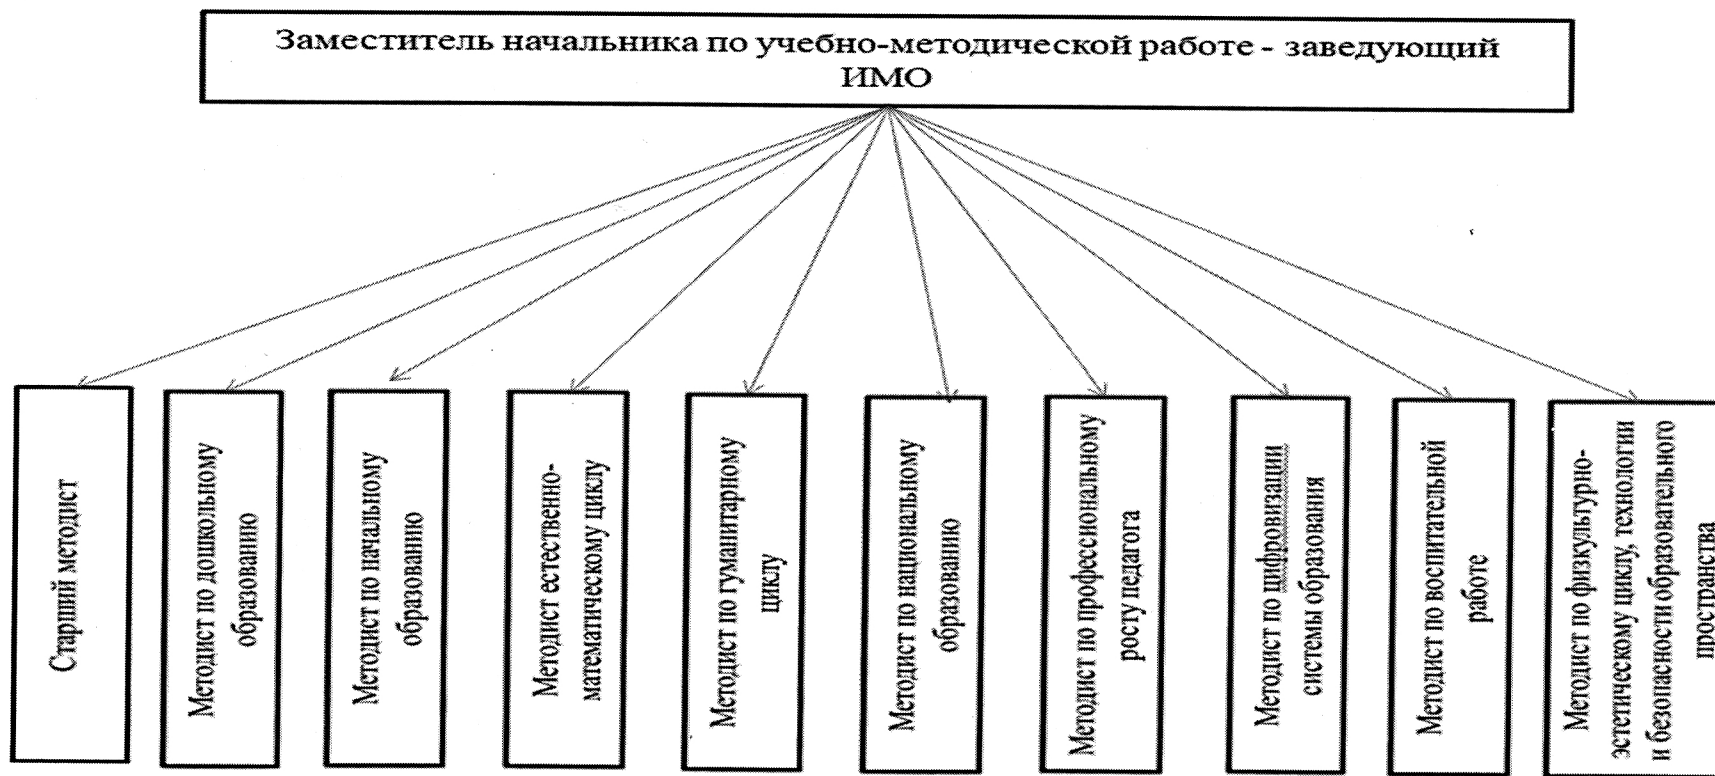 Заместитель начальника по учебно-методической работе - заведующий
ИМО
Старший методист
Методист по дошкольному
образованию
Методист по начальному
образованию
Методист естественно-
математическому циклу
Методист по гуманитарному
циклу
Методист по национальному
образованию
Методист по профессиональному
росту педагога
Методист по цифровизации
системы образования
Методист по воспитательной
работе
Методист по физкультурно-
эстетическому циклу, технологии
и безопасности образовательного
пространства